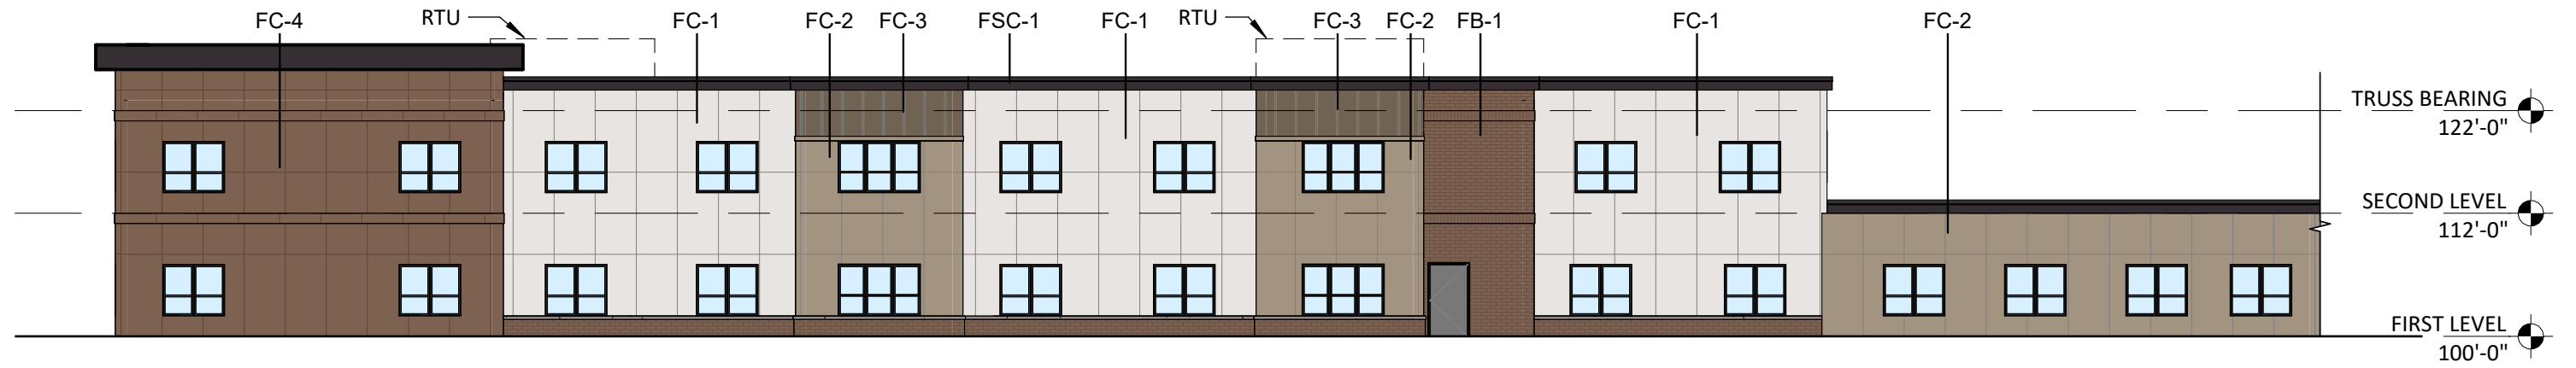 FC-4
RTU
FC-1
FC-2
FC-3
FSC-1
FC-1
RTU
FC-3
FC-2
FB-1
FC-1
FC-2
TRUSS BEARING
122'-0"
SECOND LEVEL
112'-0"
FIRST LEVEL
100'-0"